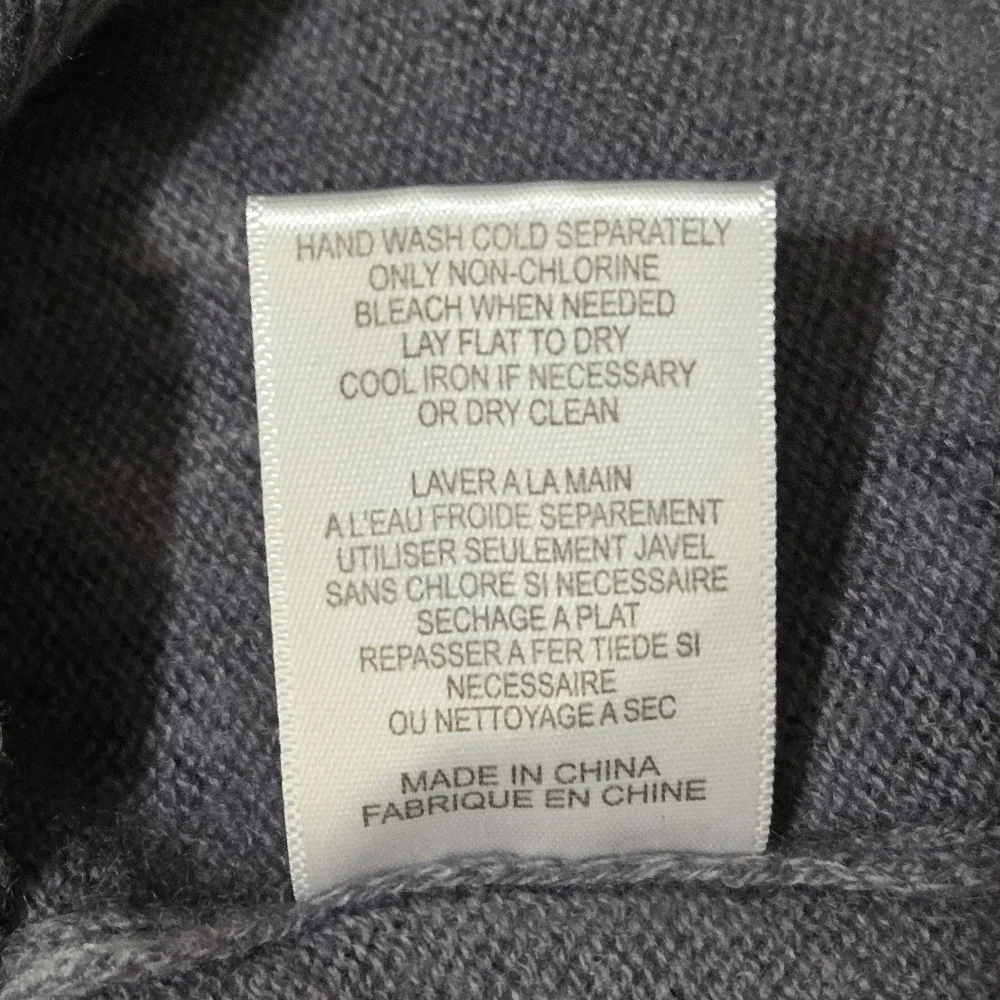 HAND WASH COLD SEPARATELY
ONLY NON-CHLORINE
BLEACH WHEN NEEDED
LAY FLAT TO DRY
COOL IRON IF NECESSARY
OR DRY CLEAN
LAVER A LA MAIN
A L'EAU FROIDE SEPAREMENT
UTILISER SEULEMENT JAVEL
SANS CHLORE SI NECESSAIRE
SECHAGE A PLAT
REPASSER A FER TIEDE SI
NECESSAIRE
OU NETTOYAGE A SEC
MADE IN CHINA
FABRIQUE EN CHINE